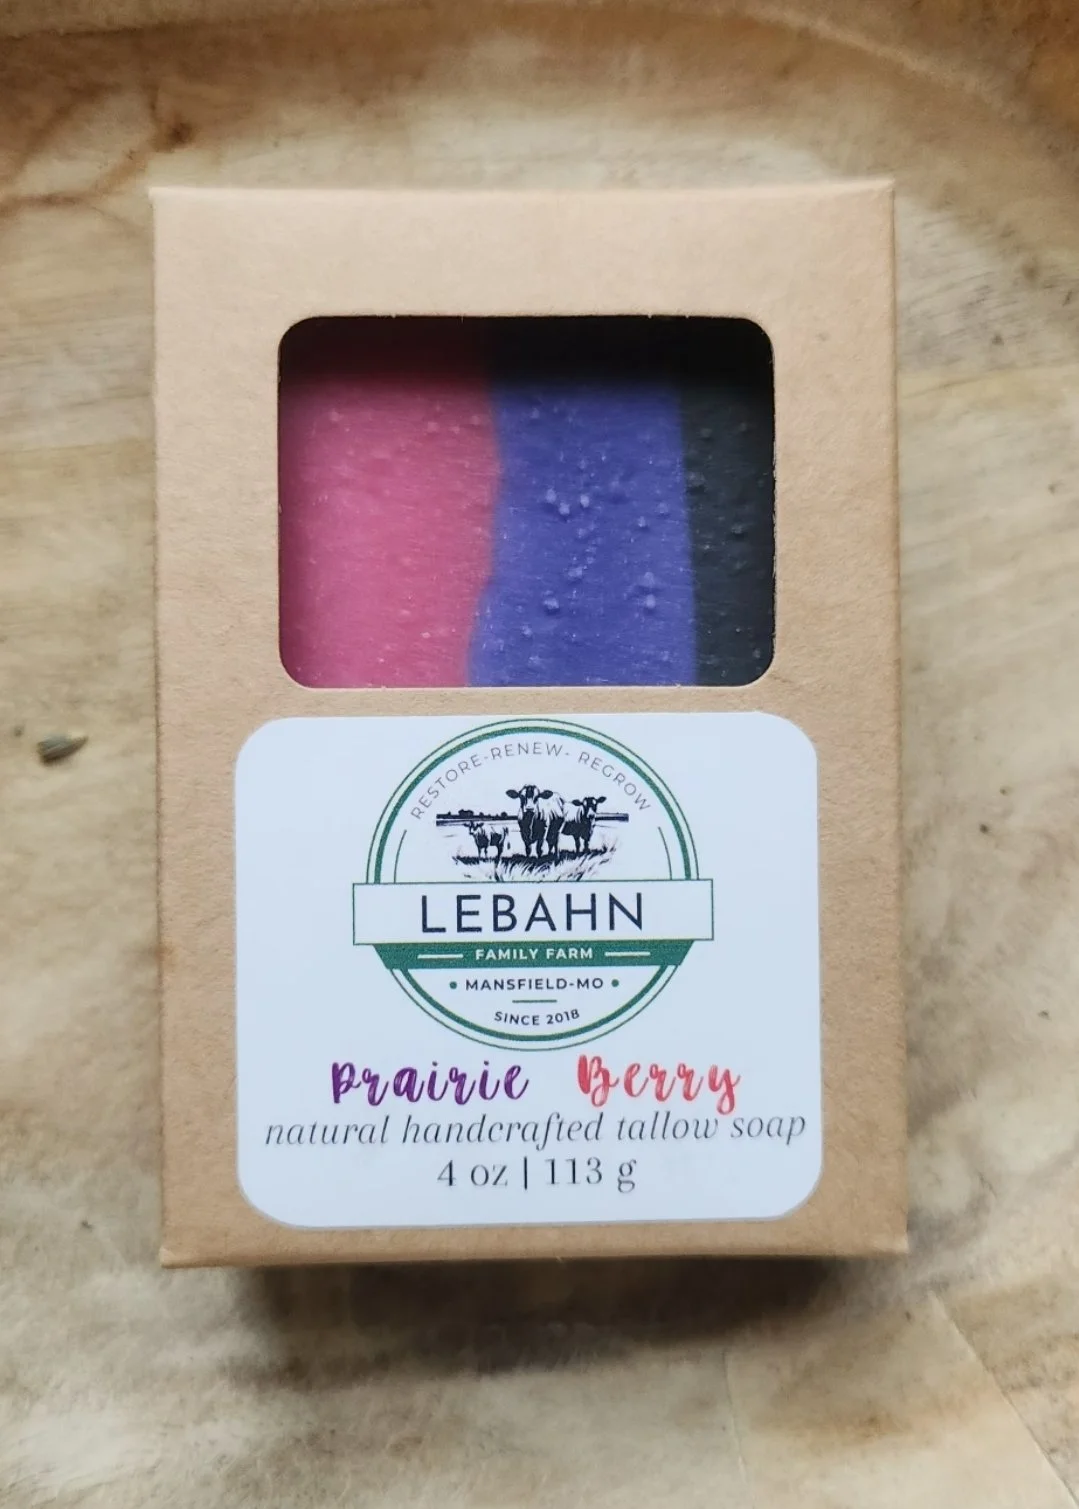 RESTORE-RENEW- REGROW
LEBAHN
FAMILY FARM
• MANSFIELD-MO •
SINCE 2018
Prairie Berry
natural handcrafted tallow soap
4 oz | 113 g